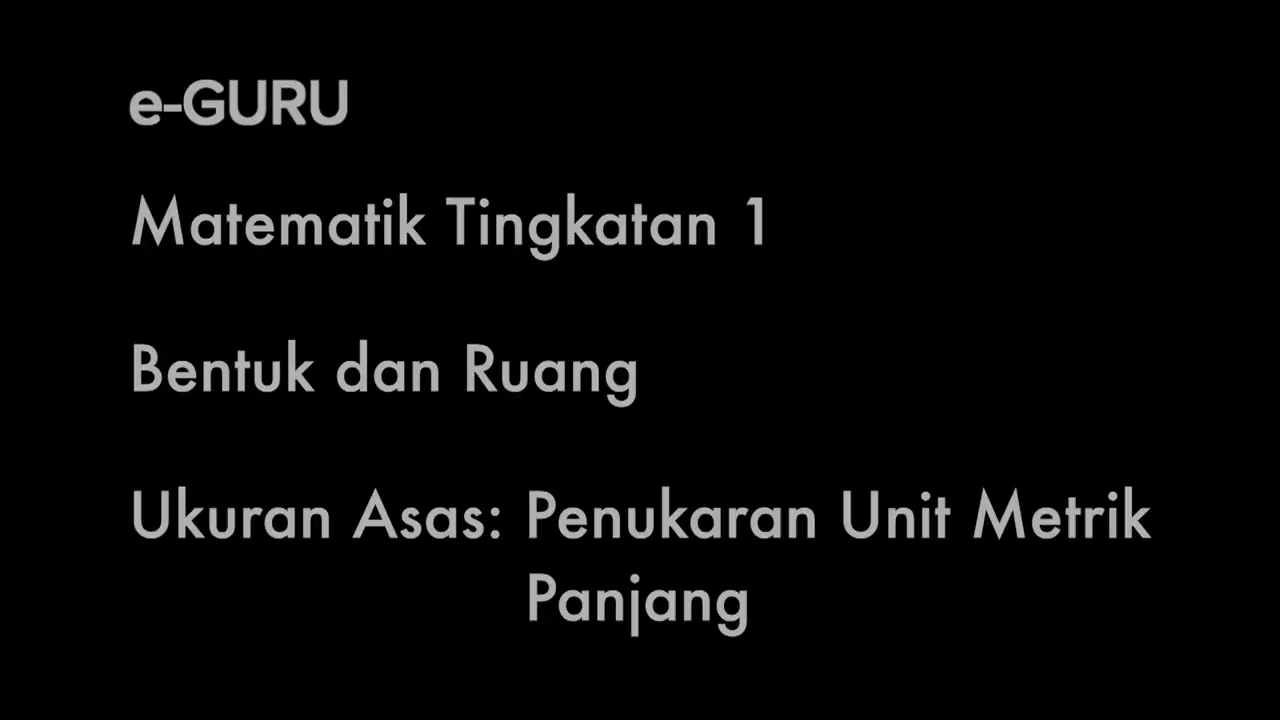 e-GURU
Matematik Tingkatan 1
Bentuk dan Ruang
Ukuran Asas: Penukaran Unit Metrik
Panjang